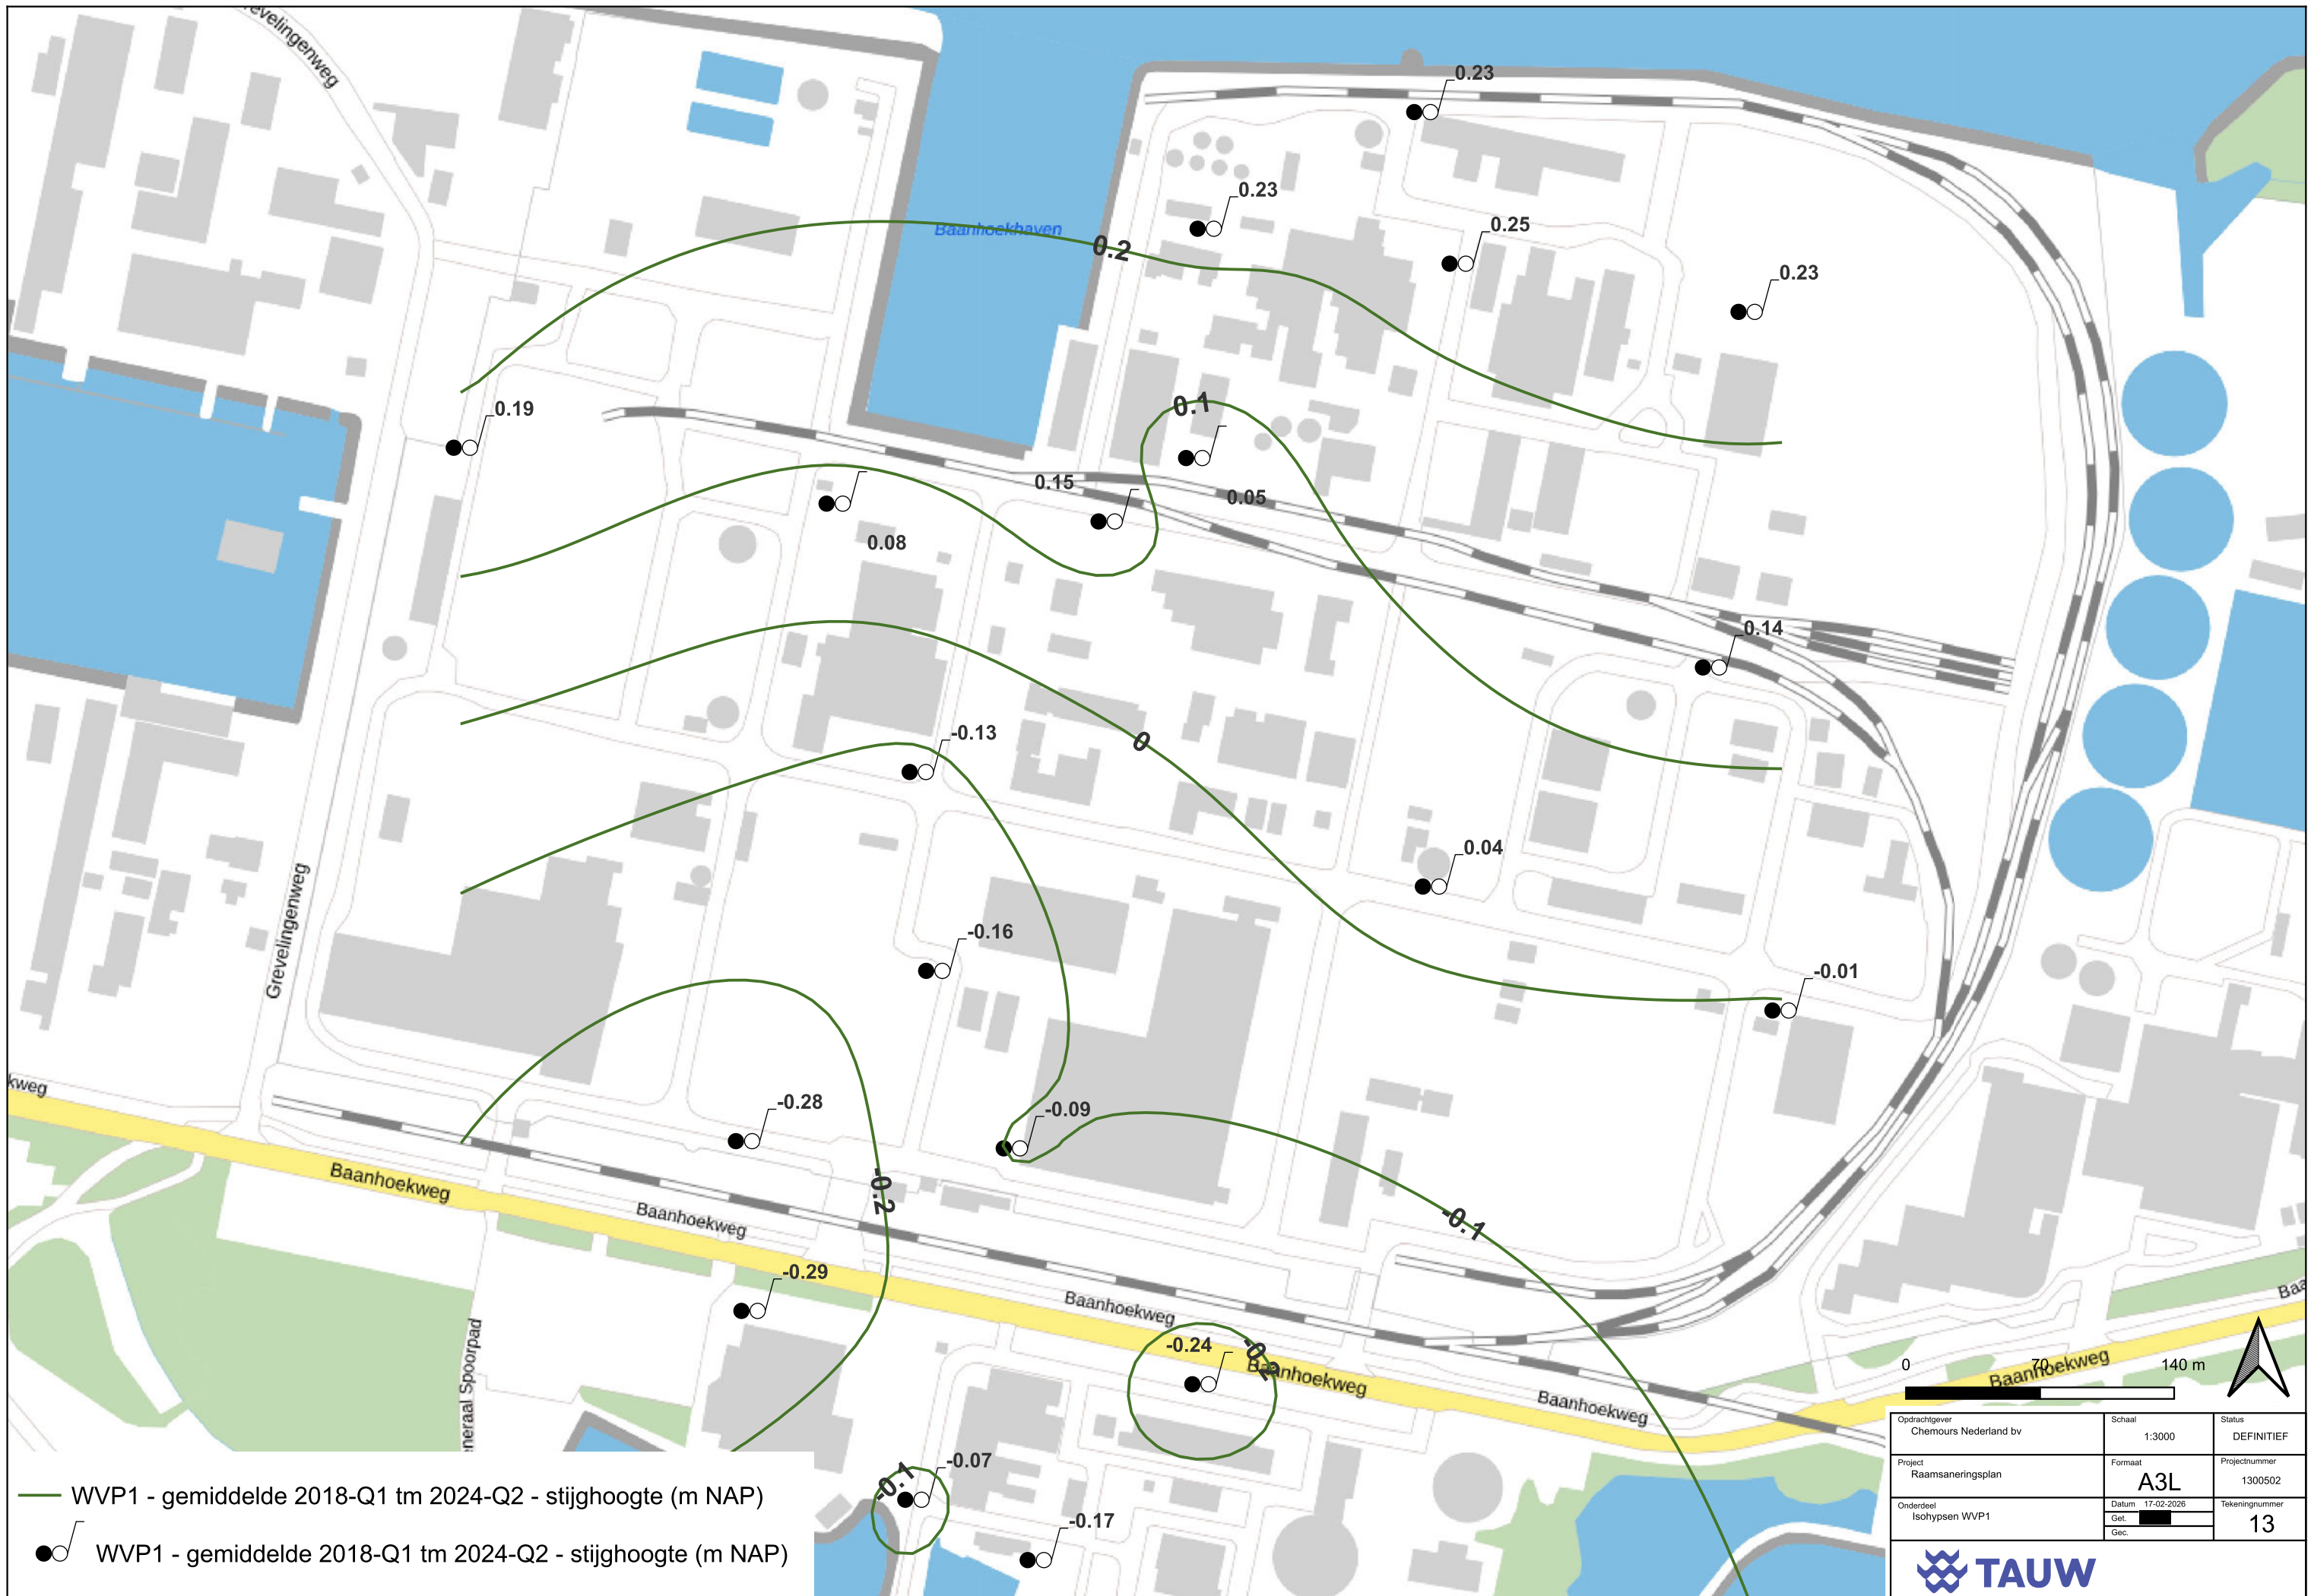 evelingenweg
0.23
0.23
Baanhoekhaven
0.2
0.25
0.23
0.19
0.1
0.15
0.05
0.08
0.14
-0.13
0
0.04
-0.16
Grevelingenweg
-0.01
kweg
-0.28
-0.09
Baanhoekweg
-0.2
Baanhoekweg
-0.1
-0.29
Baanhoekweg
Baa
eneraal Spoorpad
-0.24
-0.2
Baanhoekweg
0 70 140 m
Baanhoekweg
Baanhoekweg
-0.07
-0.1
-0.17
WVP1 - gemiddelde 2018-Q1 tm 2024-Q2 - stijghoogte (m NAP)
WVP1 - gemiddelde 2018-Q1 tm 2024-Q2 - stijghoogte (m NAP)
Opdrachtgever Schaal Status
Chemours Nederland bv 1:3000 DEFINITIEF
Project Formaat Projectnummer
Raamsaneringsplan A3L 1300502
Onderdeel Datum 17-02-2026 Tekeningnummer
Isohypsen WVP1 Get. 13
Gec.
TAUW